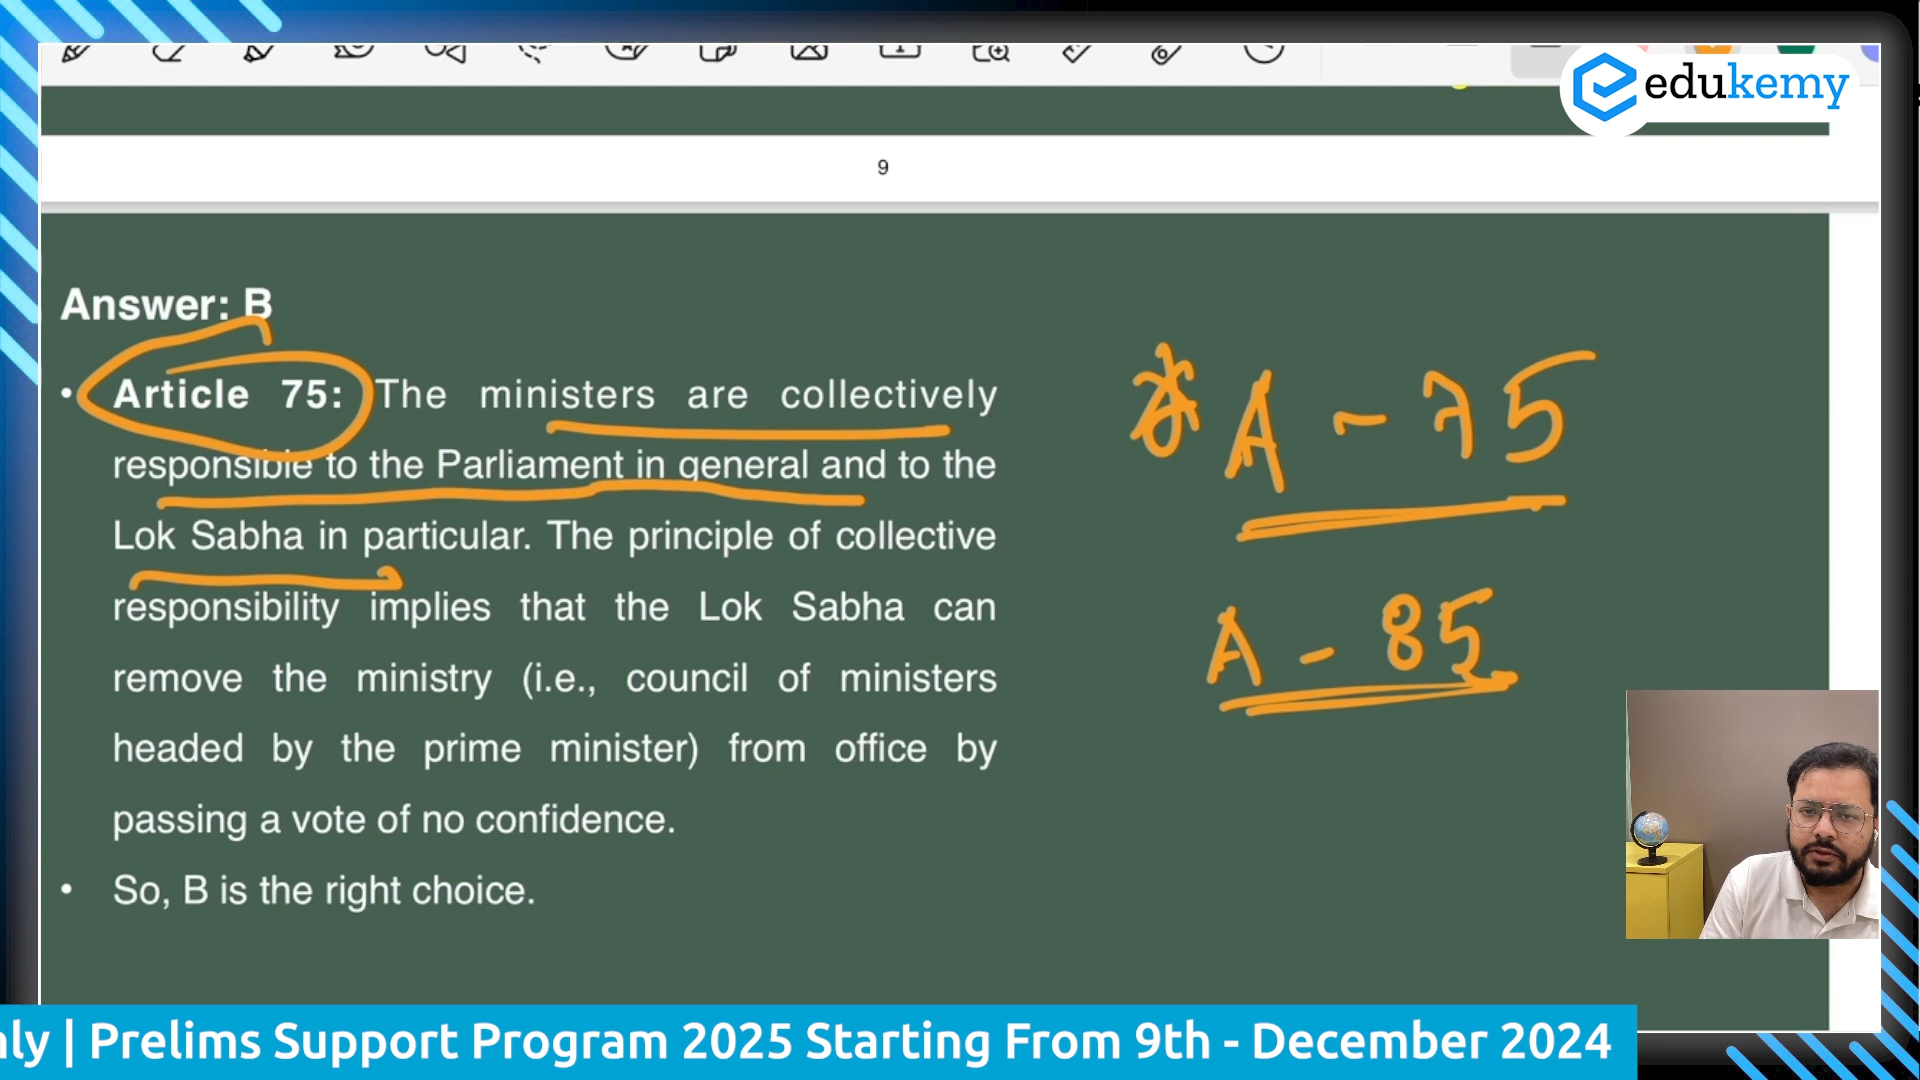 edukemy
9
Answer: B
• Article 75: The ministers are collectively
responsible to the Parliament in general and to the
Lok Sabha in particular. The principle of collective
responsibility implies that the Lok Sabha can
remove the ministry (i.e., council of ministers
headed by the prime minister) from office by
passing a vote of no confidence.
• So, B is the right choice.
A - 75
A - 85
| Prelims Support Program 2025 Starting From 9th - December 2024